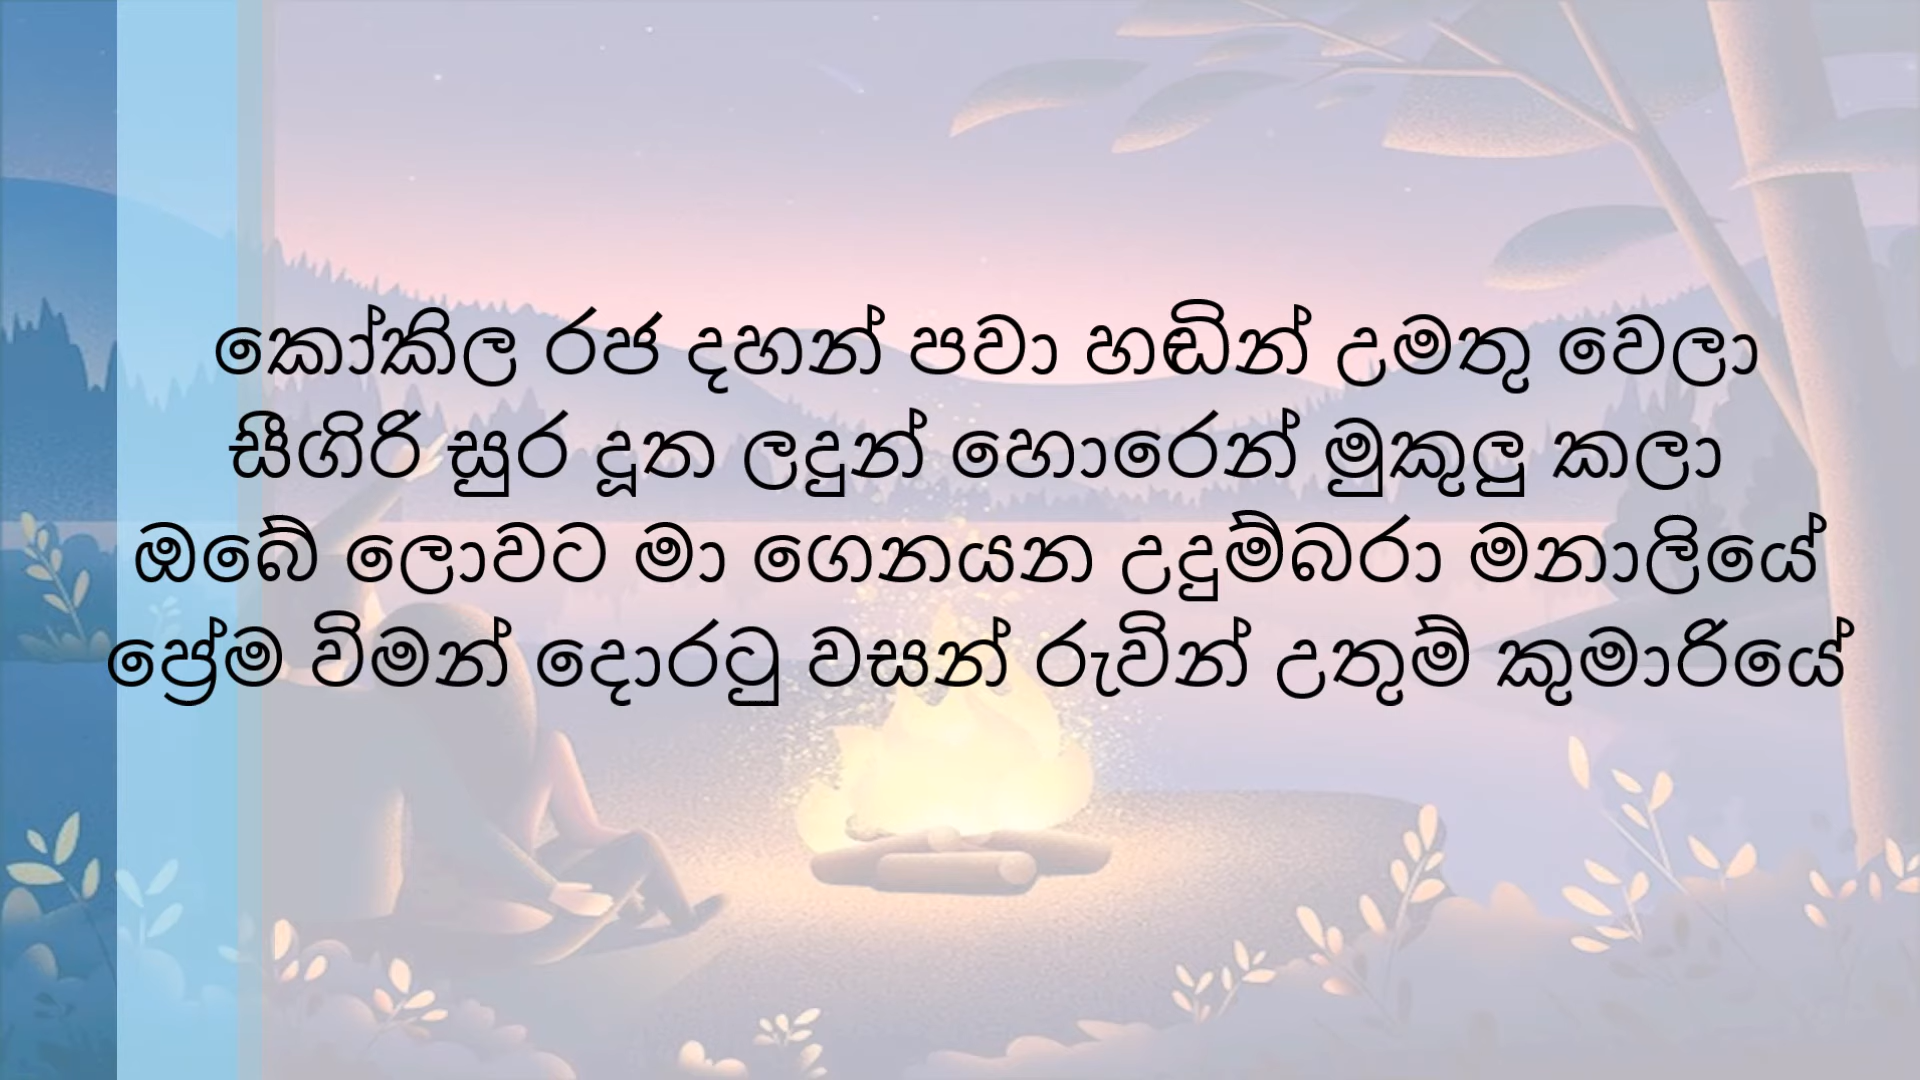 කෝකිල රජ දහන් පවා හඬින් උමතු වෙලා
සීගිරි සුර දූත ලදුන් හොරෙන් මුකුලු කලා
ඔබේ ලොවට මා ගෙනයන උදුම්බරා මනාලියේ
ප්‍රේම විමන් දොරටු වසන් රුවින් උතුම් කුමාරියේ